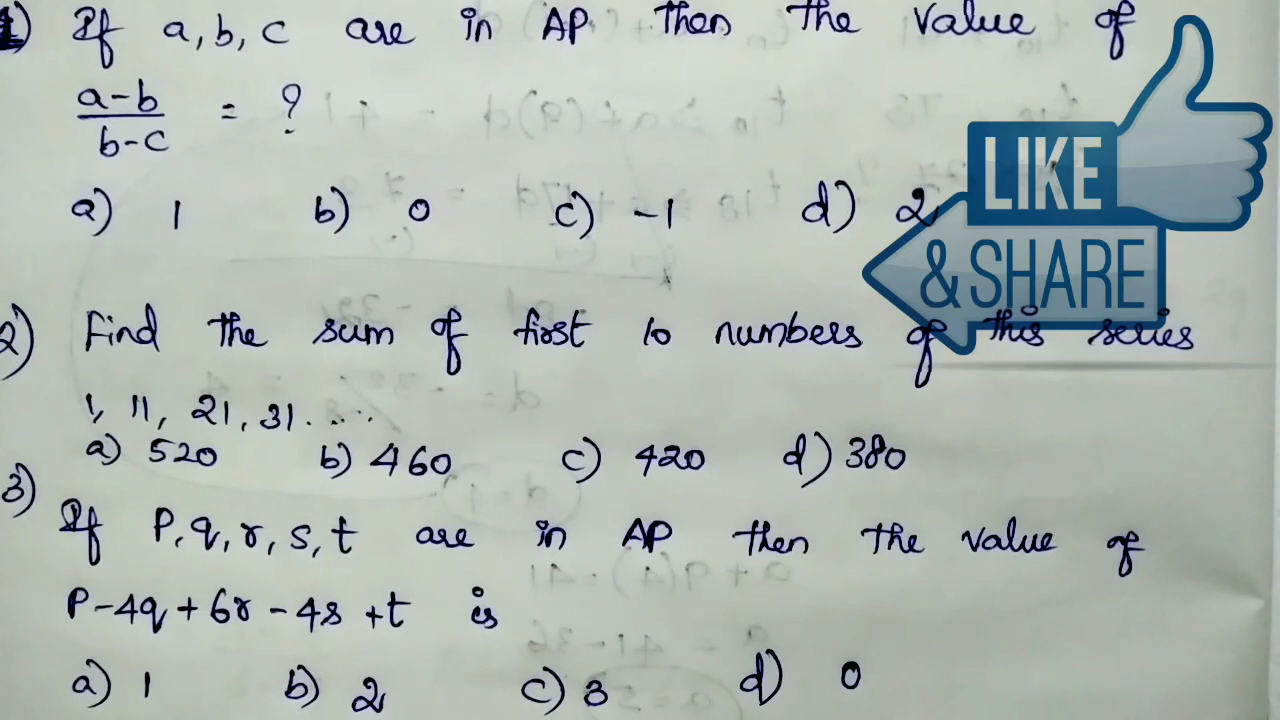 1) If a, b, c are in AP then the value of
a-b / b-c = ?
a) 1 b) 0 c) -1 d) 2
LIKE
& SHARE
2) Find the sum of first 10 numbers of this series
1, 11, 21, 31 .....
a) 520 b) 460 c) 420 d) 380
3)
If P, q, r, s, t are in AP then the value of
P-4q + 6r - 4s + t is
a) 1 b) 2 c) 3 d) 0